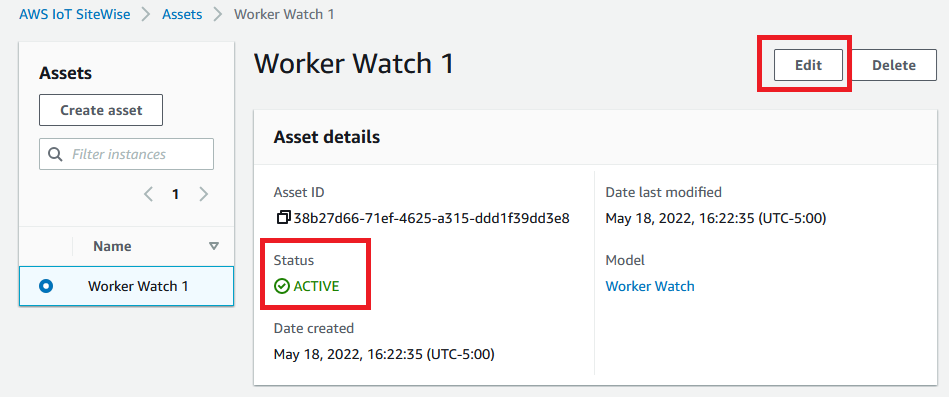 AWS IoT SiteWise > Assets > Worker Watch 1
Assets
Create asset
Filter instances
1
Name
Worker Watch 1
Worker Watch 1
Edit
Delete
Asset details
Asset ID
38b27d66-71ef-4625-a315-ddd1f39dd3e8
Status
ACTIVE
Date created
May 18, 2022, 16:22:35 (UTC-5:00)
Date last modified
May 18, 2022, 16:22:35 (UTC-5:00)
Model
Worker Watch